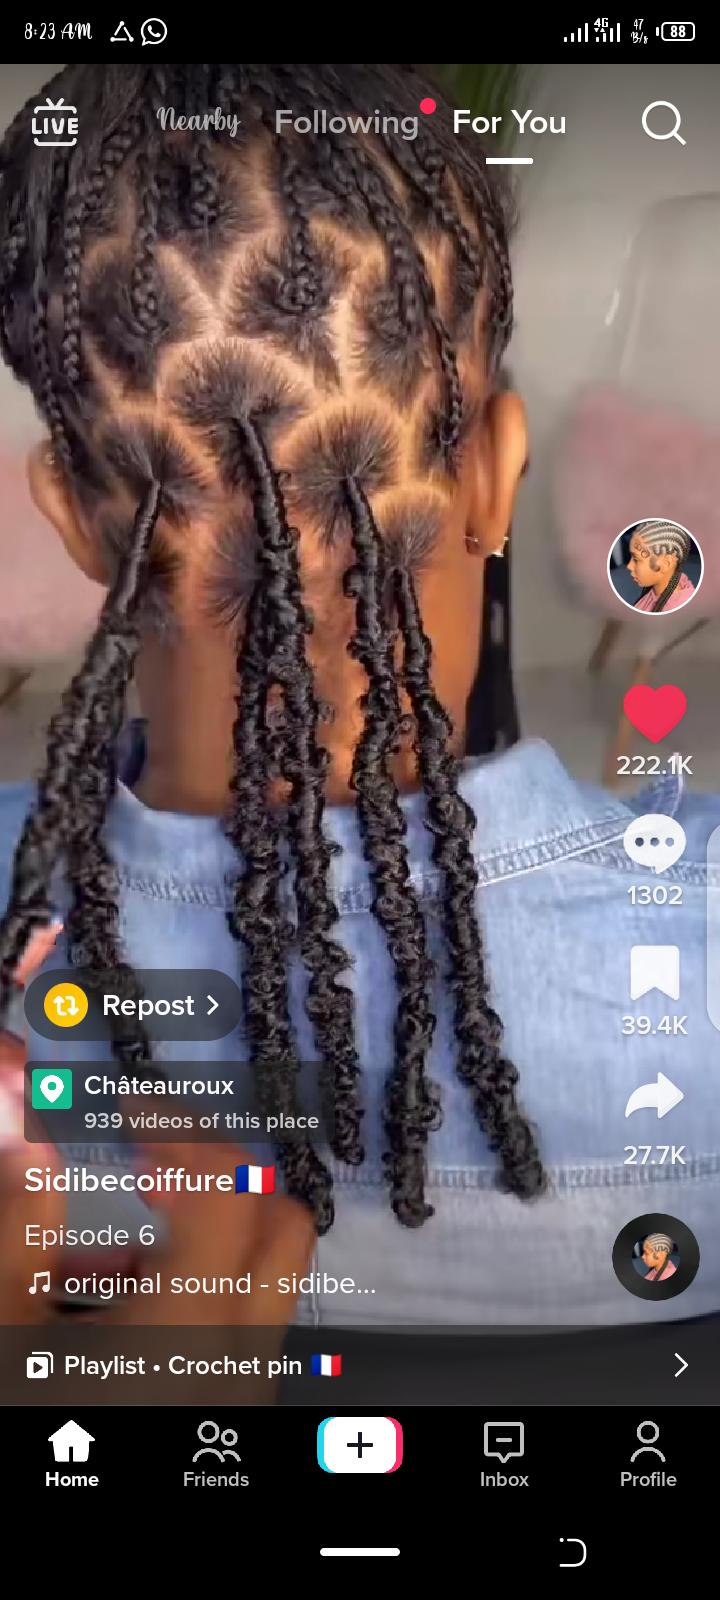 8:23 AM
4G
47
B/s
88
LIVE
Nearby
Following
For You
222.1K
1302
39.4K
27.7K
Repost
Châteauroux
939 videos of this place
Sidibecoiffure🇫🇷
Episode 6
original sound - sidibe...
Playlist • Crochet pin 🇫🇷
Home
Friends
Inbox
Profile